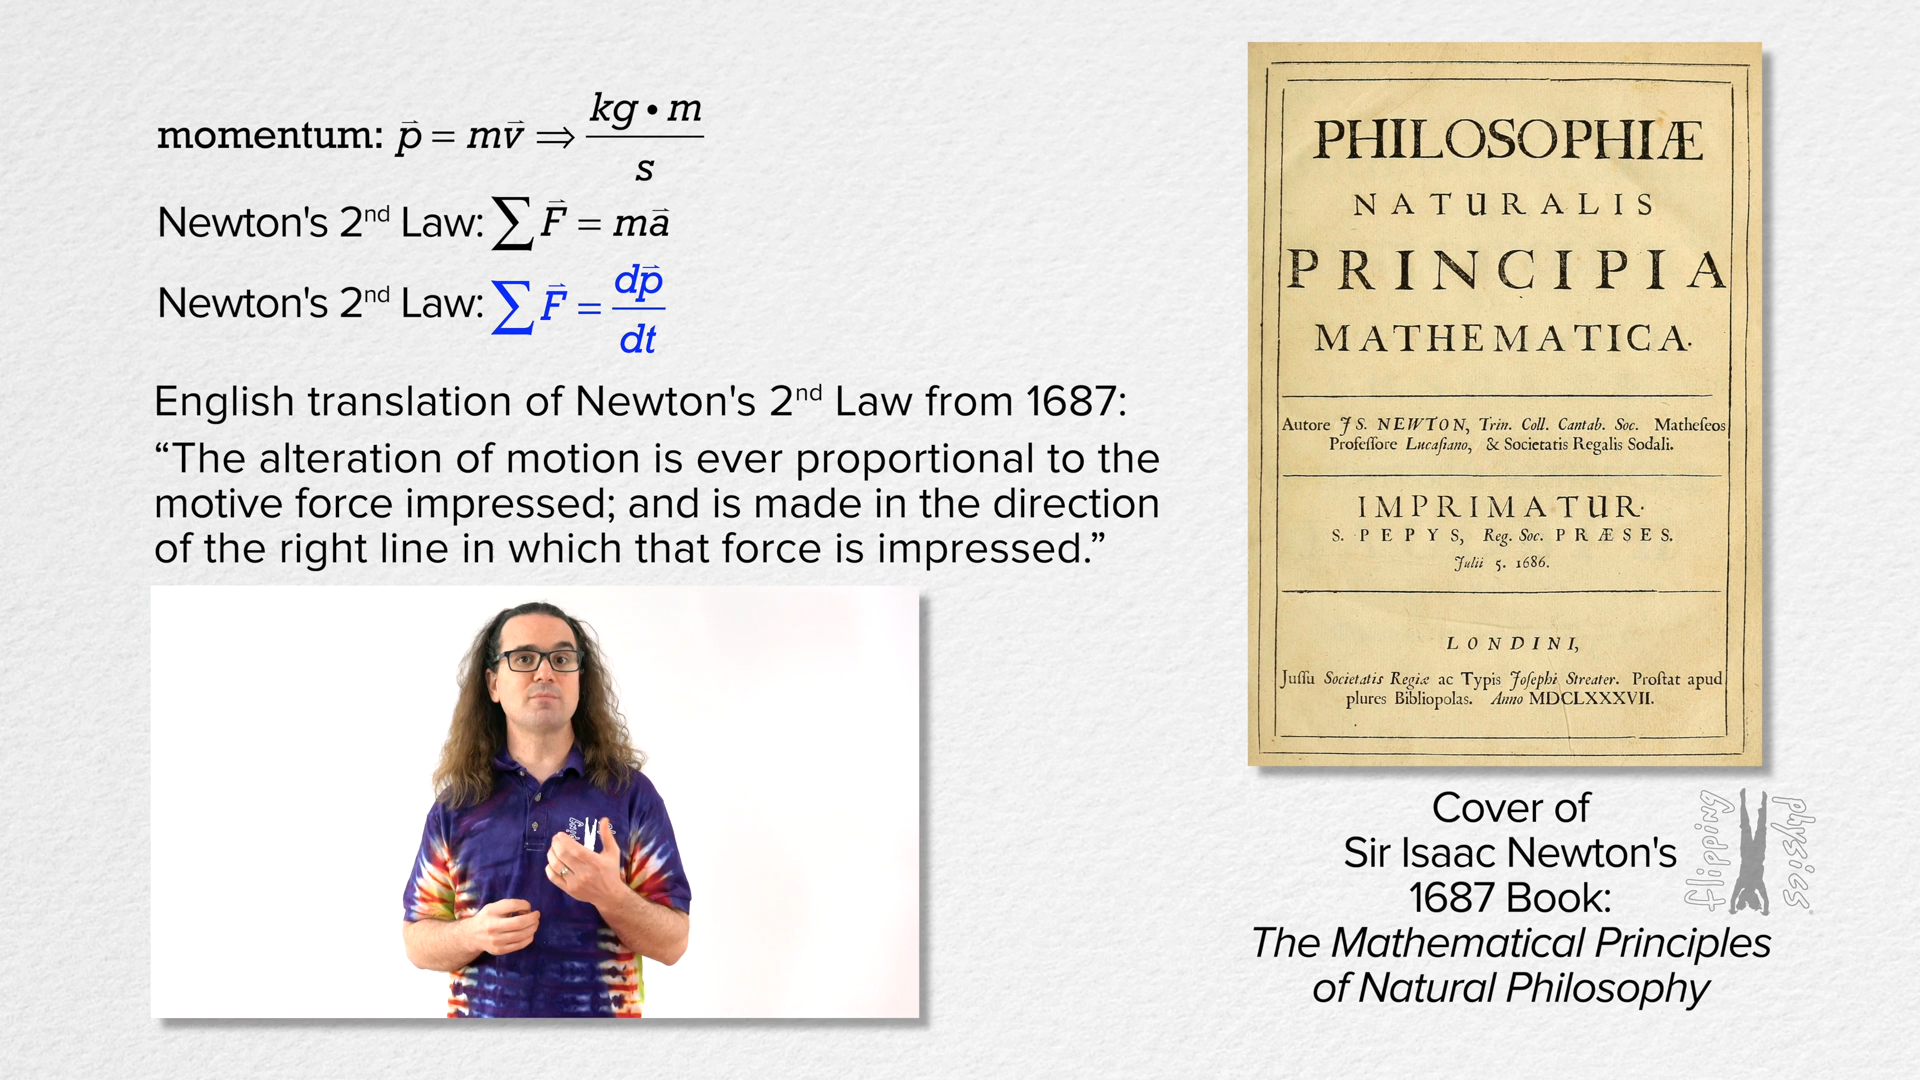 momentum: p⃗ = mv⃗ ⇒ kg • m / s
Newton's 2nd Law: ∑ F⃗ = ma⃗
Newton's 2nd Law: ∑ F⃗ = dp⃗ / dt
English translation of Newton's 2nd Law from 1687:
“The alteration of motion is ever proportional to the
motive force impressed; and is made in the direction
of the right line in which that force is impressed.”
PHILOSOPHIÆ
NATURALIS
PRINCIPIA
MATHEMATICA.
Autore JS. NEWTON, Trin. Coll. Cantab. Soc. Matheſeos
Profeſſore Lucaſiano, & Societatis Regalis Sodali.
IMPRIMATUR.
S. PEPYS, Reg. Soc. PRÆSES.
Julii 5. 1686.
LONDINI,
Juſſu Societatis Regiæ ac Typis Joſephi Streater. Proſtat apud
plures Bibliopolas. Anno MDCLXXXVII.
Cover of
Sir Isaac Newton's
1687 Book:
The Mathematical Principles
of Natural Philosophy
flipping
physics